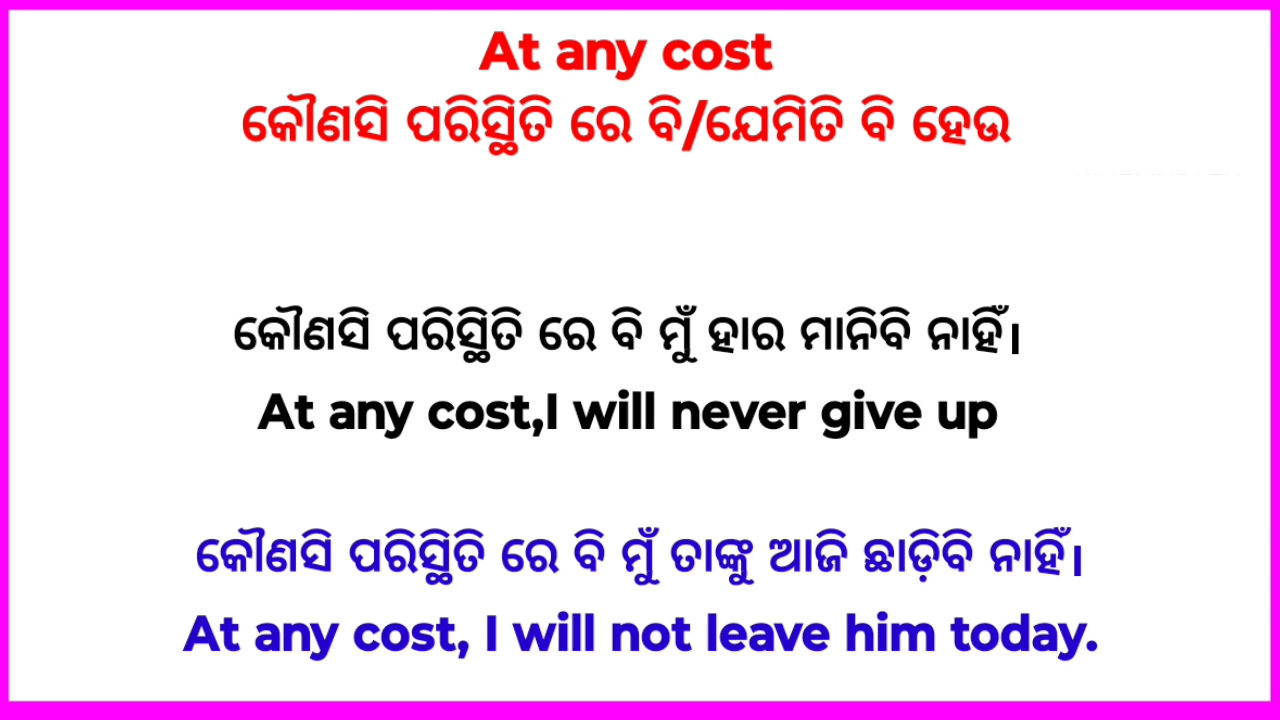 At any cost
କୌଣସି ପରିସ୍ଥିତି ରେ ବି/ଯେମିତି ବି ହେଉ
କୌଣସି ପରିସ୍ଥିତି ରେ ବି ମୁଁ ହାର ମାନିବି ନାହିଁ।
At any cost,I will never give up
କୌଣସି ପରିସ୍ଥିତି ରେ ବି ମୁଁ ତାଙ୍କୁ ଆଜି ଛାଡ଼ିବି ନାହିଁ।
At any cost, I will not leave him today.